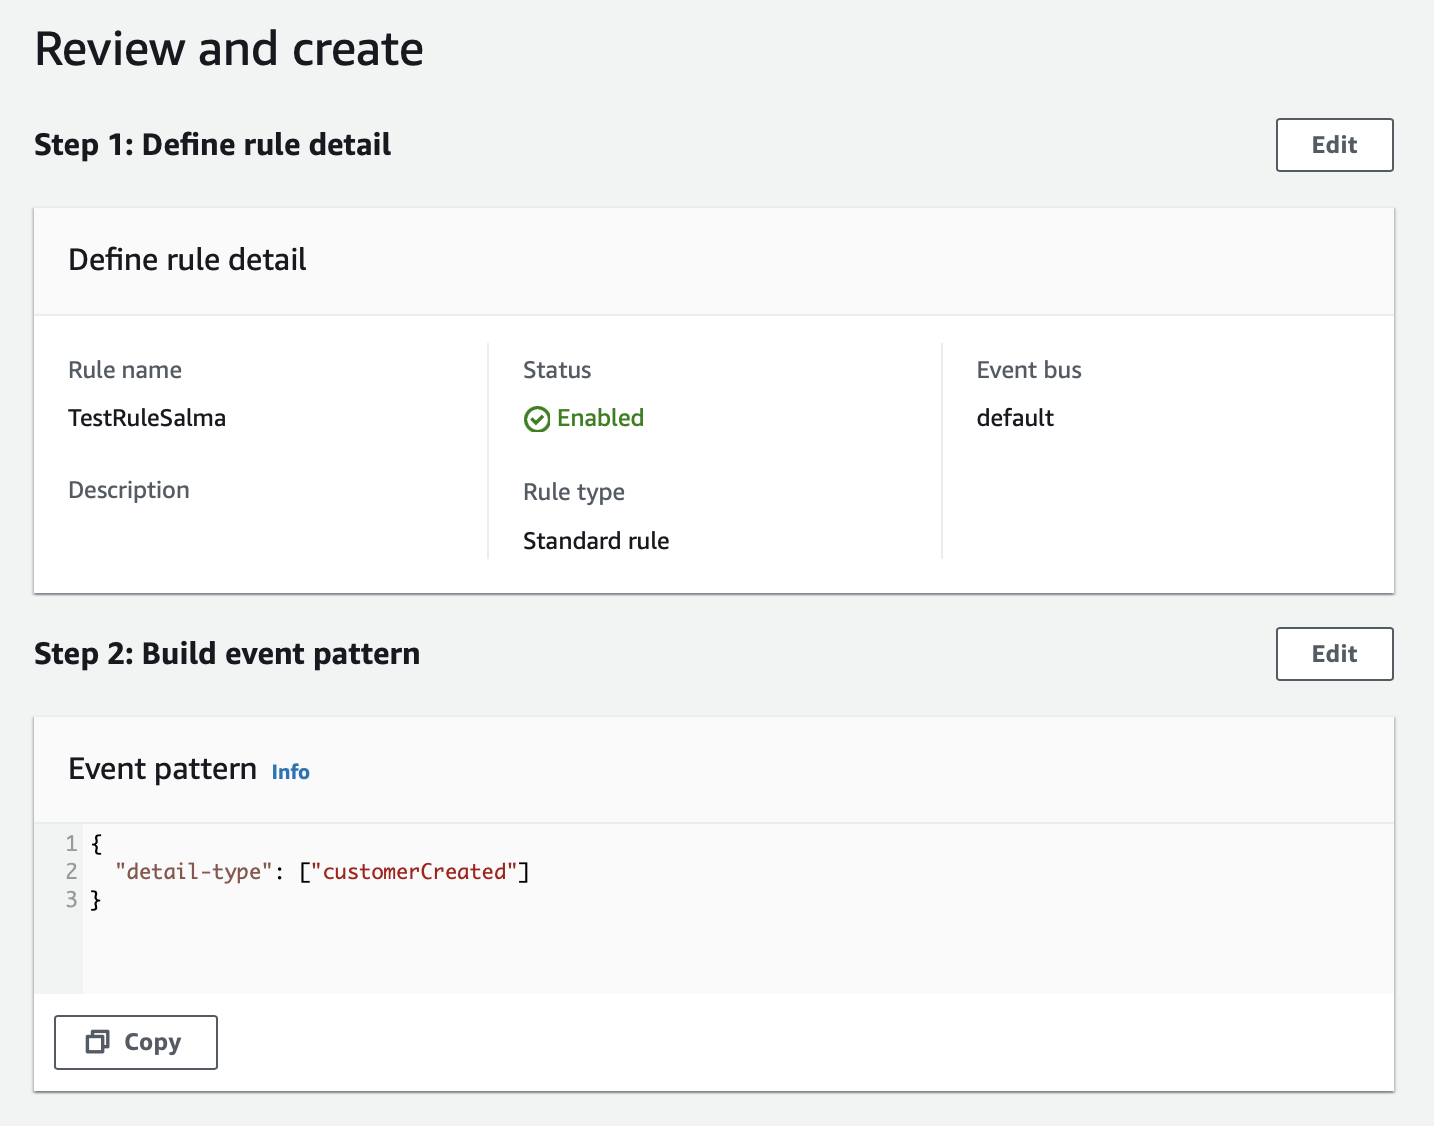 Review and create
Step 1: Define rule detail
Edit
Define rule detail
Rule name
Status
Event bus
TestRuleSalma
Enabled
default
Description
Rule type
Standard rule
Step 2: Build event pattern
Edit
Event pattern Info
1 {
2   "detail-type": ["customerCreated"]
3 }
Copy